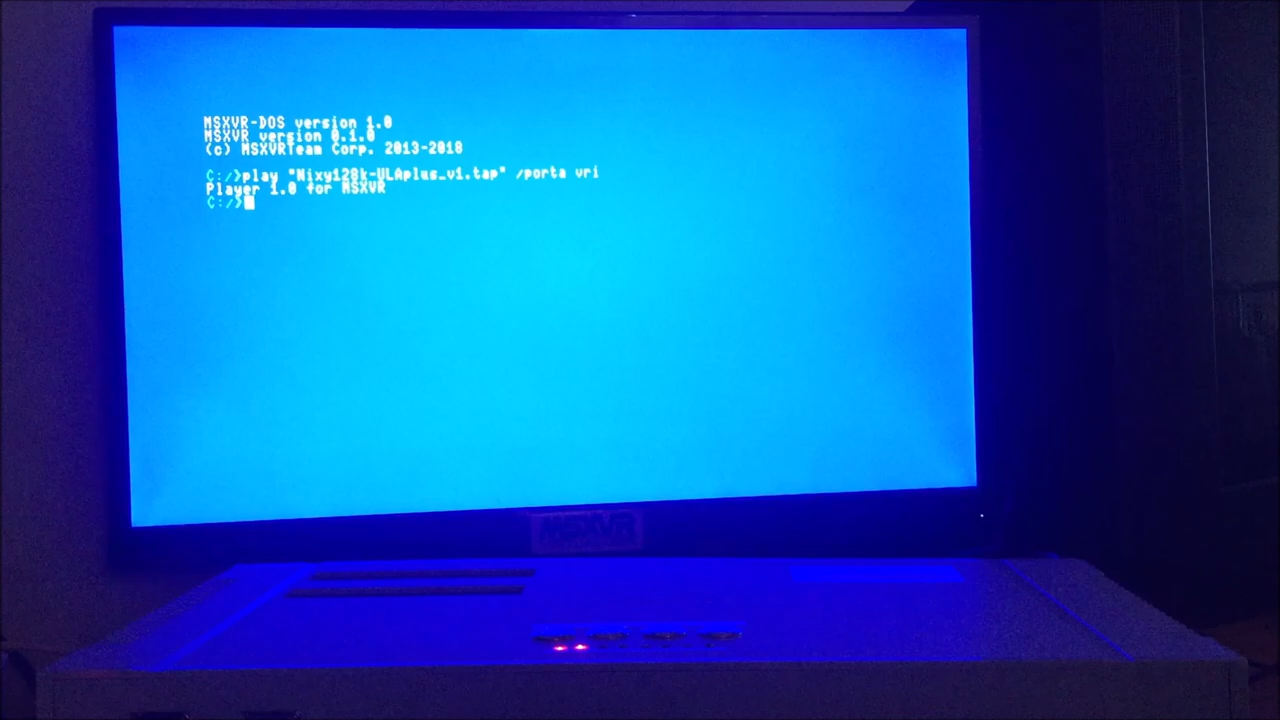 MSXVR-DOS version 1.0
MSXVR version 0.1.0
(c) MSXVRTeam Corp. 2013-2018
C:/>play "Nixy128k-ULAplus_v1.tap" /porta vri
Player 1.0 for MSXVR
C:/>
MSXVR